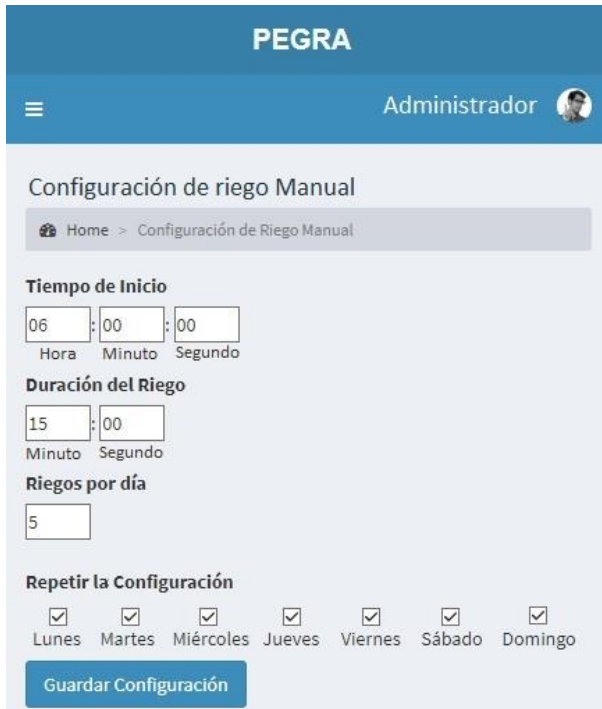 PEGRA
Administrador
Configuración de riego Manual
Home > Configuración de Riego Manual
Tiempo de Inicio
06 : 00 : 00
Hora Minuto Segundo
Duración del Riego
15 : 00
Minuto Segundo
Riegos por día
5
Repetir la Configuración
Lunes Martes Miércoles Jueves Viernes Sábado Domingo
Guardar Configuración